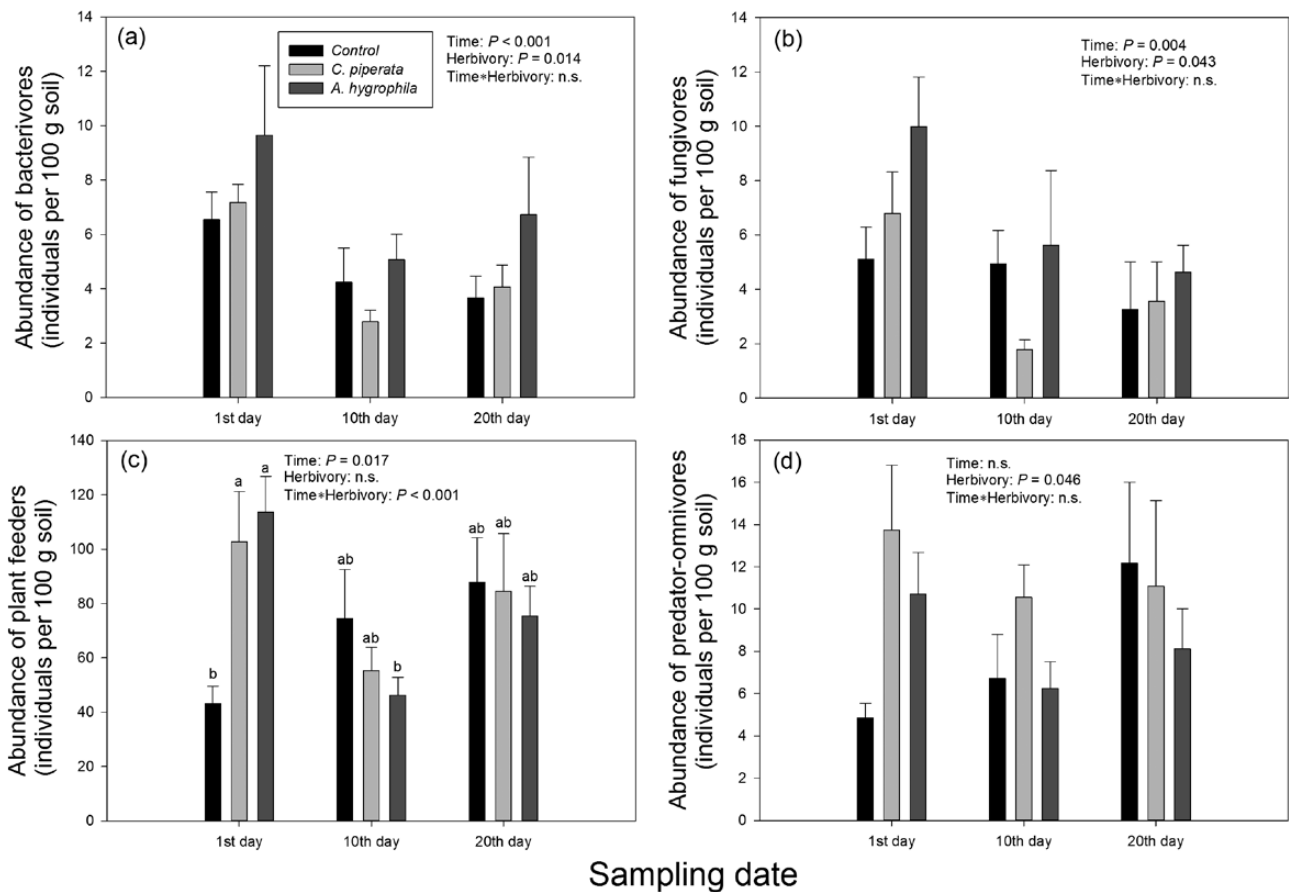 (a)
Control
C. piperata
A. hygrophila
Time: P < 0.001
Herbivory: P = 0.014
Time*Herbivory: n.s.
Abundance of bacterivores
(individuals per 100 g soil)
14
12
10
8
6
4
2
0
1st day
10th day
20th day
(b)
Time: P = 0.004
Herbivory: P = 0.043
Time*Herbivory: n.s.
Abundance of fungivores
(individuals per 100 g soil)
14
12
10
8
6
4
2
0
1st day
10th day
20th day
(c)
Time: P = 0.017
Herbivory: n.s.
Time*Herbivory: P < 0.001
Abundance of plant feeders
(individuals per 100 g soil)
140
120
100
80
60
40
20
0
b
a
a
ab
ab
b
ab
ab
ab
1st day
10th day
20th day
(d)
Time: n.s.
Herbivory: P = 0.046
Time*Herbivory: n.s.
Abundance of predator-omnivores
(individuals per 100 g soil)
18
16
14
12
10
8
6
4
2
0
1st day
10th day
20th day
Sampling date